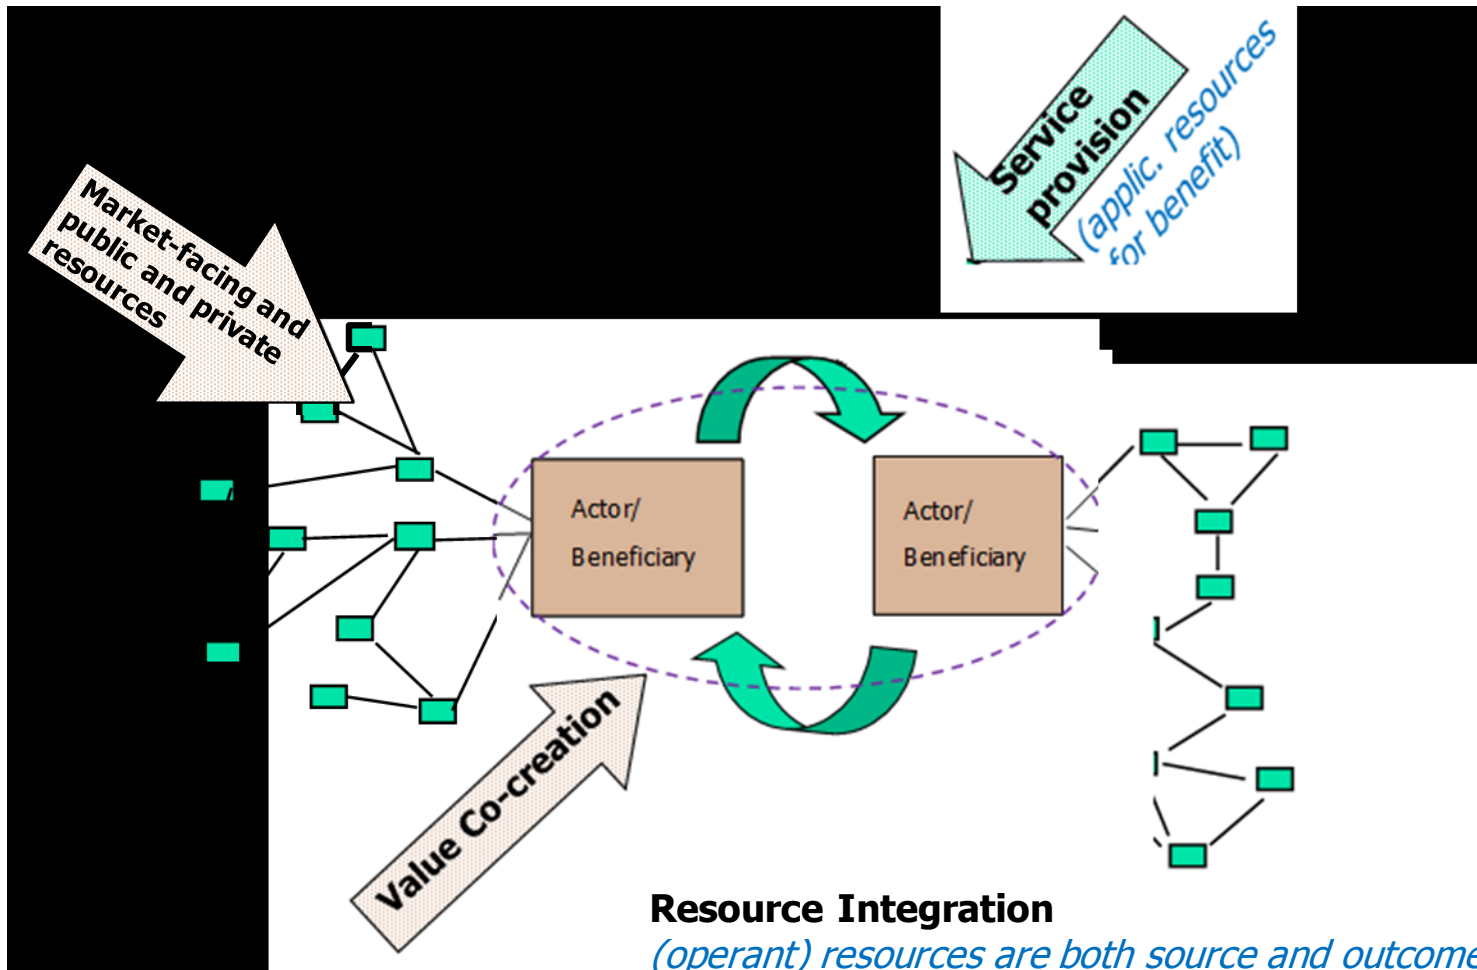 Service
provision
(applic. resources
for benefit)
Market-facing and
public and private
resources
Actor/
Beneficiary
Actor/
Beneficiary
Value Co-creation
Resource Integration
(operant) resources are both source and outcome